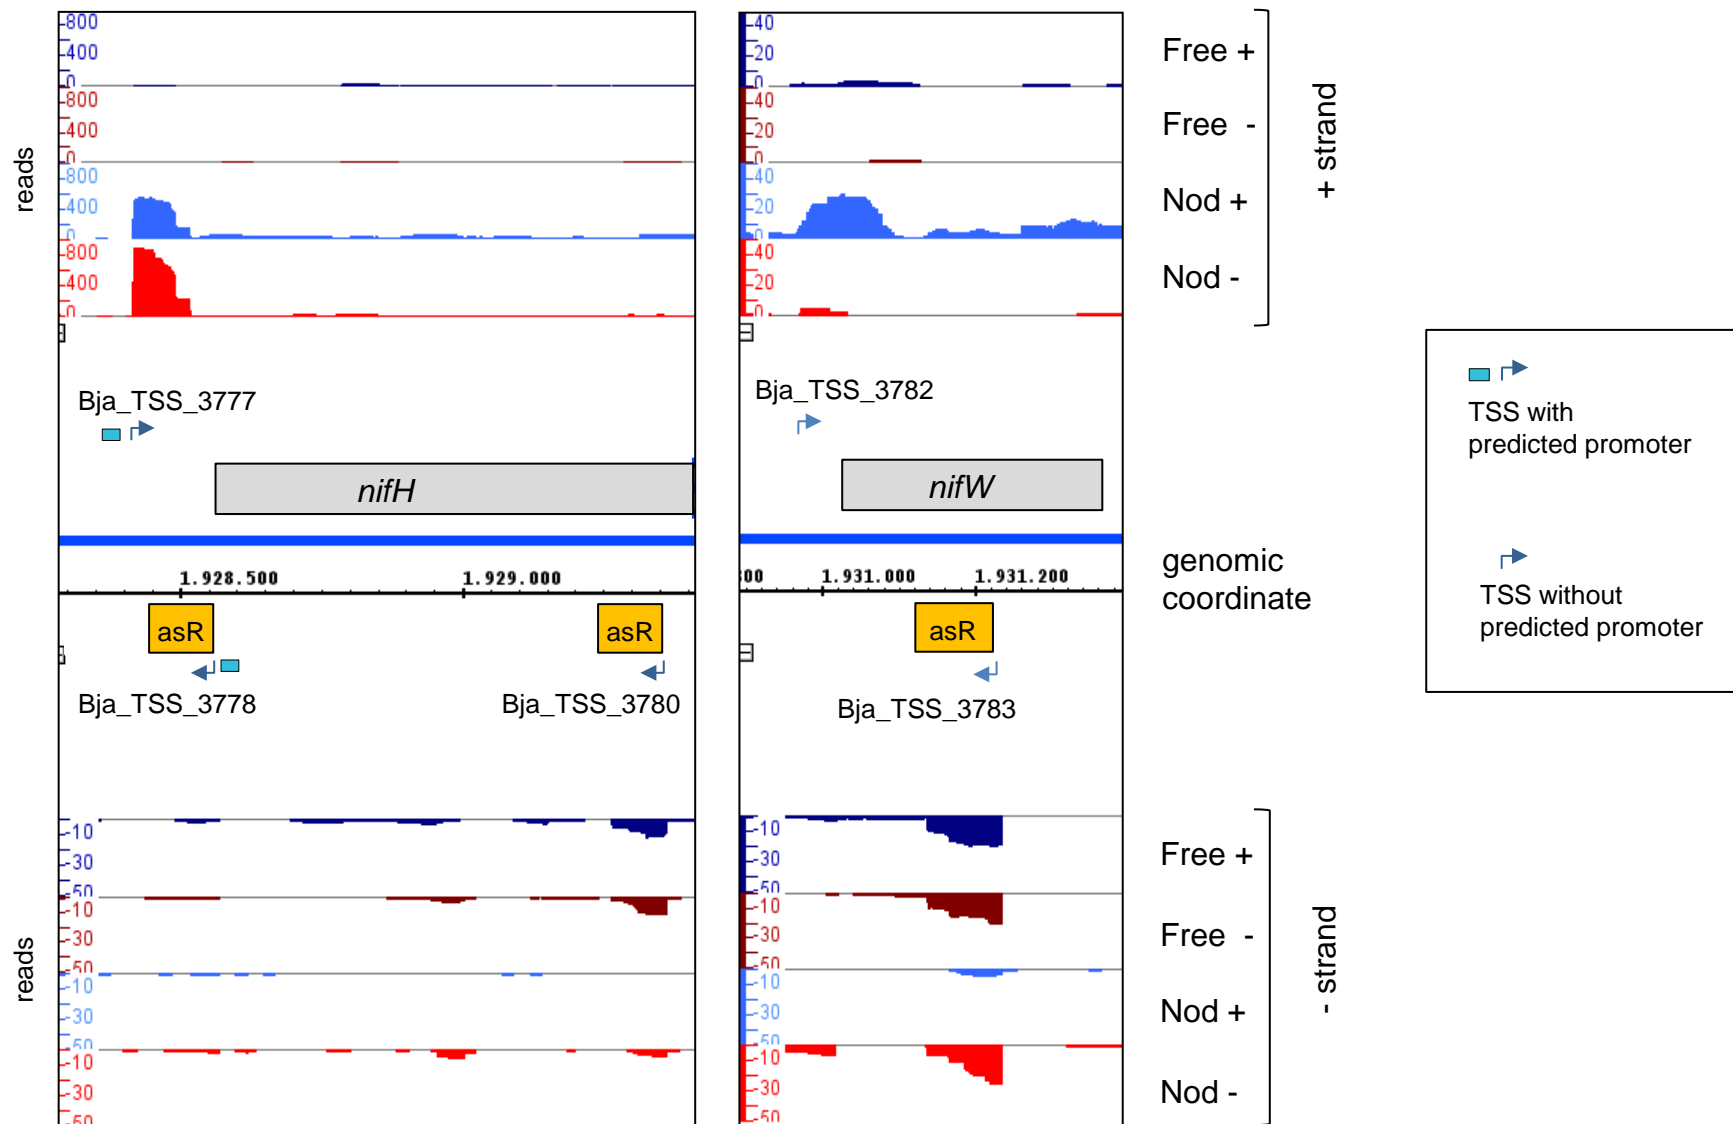 800
400
0
800
400
0
800
400
0
800
400
0
reads
40
20
0
40
20
0
40
20
0
40
20
0
Free +
Free -
Nod +
Nod -
+ strand
Bja_TSS_3777
Bja_TSS_3782
nifH
nifW
1.928.500
1.929.000
1.931.000
1.931.200
genomic
coordinate
asR
asR
asR
Bja_TSS_3778
Bja_TSS_3780
Bja_TSS_3783
TSS with
predicted promoter
TSS without
predicted promoter
-10
-30
-50
-10
-30
-50
-10
-30
-50
-10
-30
-50
reads
-10
-30
-50
-10
-30
-50
-10
-30
-50
-10
-30
-50
Free +
Free -
Nod +
Nod -
- strand